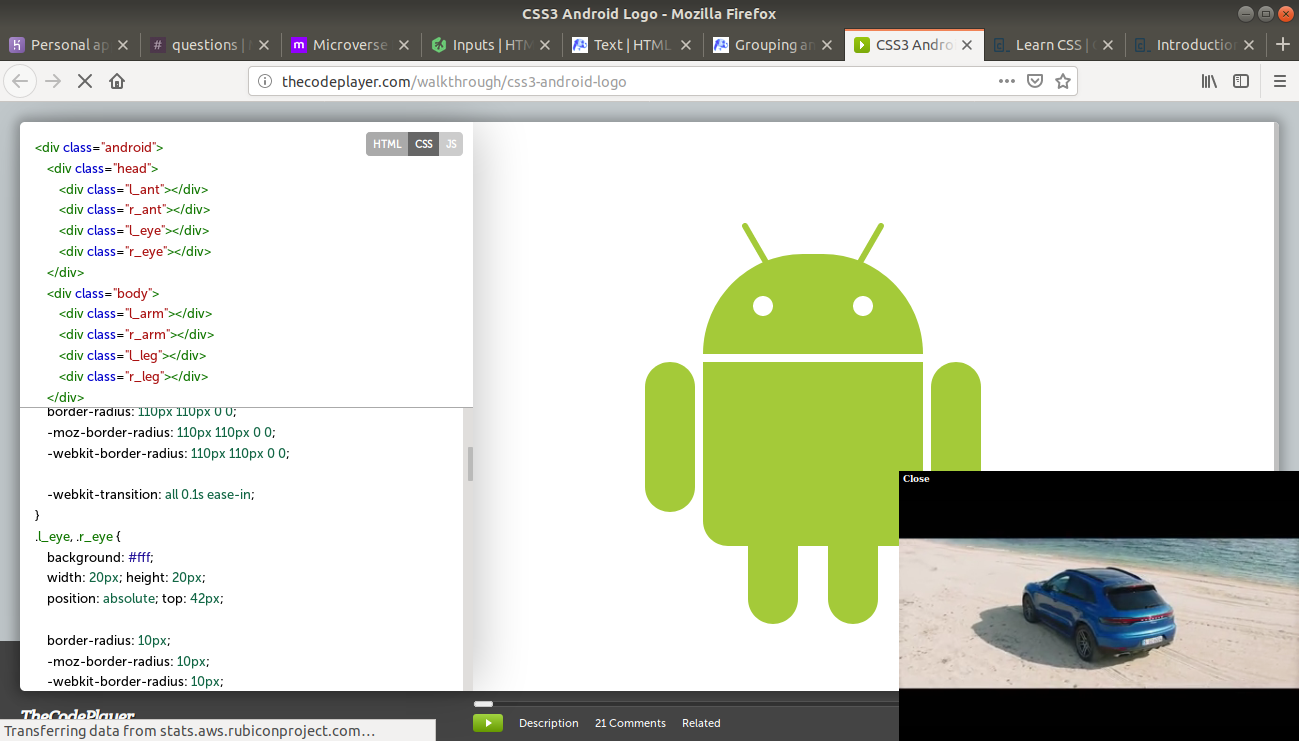 CSS3 Android Logo - Mozilla Firefox
Personal ap
questions |
Microverse
Inputs | HTM
Text | HTML
Grouping an
CSS3 Andro
Learn CSS |
Introduction
thecodeplayer.com/walkthrough/css3-android-logo
HTML CSS JS
<div class="android">
<div class="head">
<div class="l_ant"></div>
<div class="r_ant"></div>
<div class="l_eye"></div>
<div class="r_eye"></div>
</div>
<div class="body">
<div class="l_arm"></div>
<div class="r_arm"></div>
<div class="l_leg"></div>
<div class="r_leg"></div>
</div>
border-radius: 110px 110px 0 0;
-moz-border-radius: 110px 110px 0 0;
-webkit-border-radius: 110px 110px 0 0;
-webkit-transition: all 0.1s ease-in;
}
.l_eye, .r_eye {
background: #fff;
width: 20px; height: 20px;
position: absolute; top: 42px;
border-radius: 10px;
-moz-border-radius: 10px;
-webkit-border-radius: 10px;
Close
TheCodePlayer
Description 21 Comments Related
Transferring data from stats.aws.rubiconproject.com…